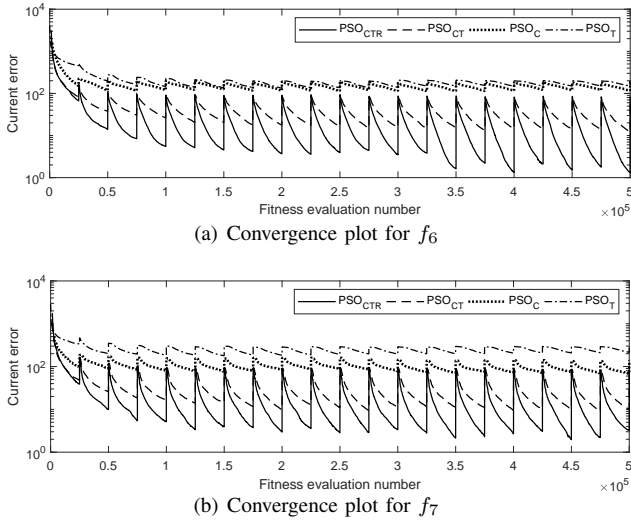 10^4
PSO_CTR PSO_CT PSO_C PSO_T
Current error
10^2
10^0
0 0.5 1 1.5 2 2.5 3 3.5 4 4.5 5
Fitness evaluation number
×10^5
(a) Convergence plot for f_6
10^4
PSO_CTR PSO_CT PSO_C PSO_T
Current error
10^2
10^0
0 0.5 1 1.5 2 2.5 3 3.5 4 4.5 5
Fitness evaluation number
×10^5
(b) Convergence plot for f_7